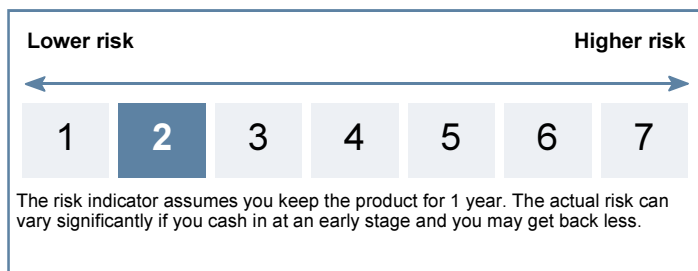 Lower risk Higher risk
1 2 3 4 5 6 7
The risk indicator assumes you keep the product for 1 year. The actual risk can
vary significantly if you cash in at an early stage and you may get back less.